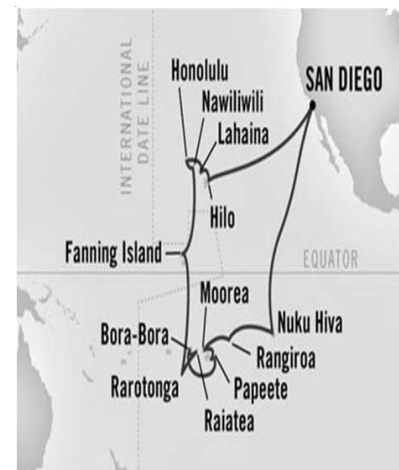 Honolulu
SAN DIEGO
Nawiliwili
Lahaina
INTERNATIONAL
DATE LINE
Hilo
Fanning Island
EQUATOR
Moorea
Nuku Hiva
Bora-Bora
Rangiroa
Rarotonga
Papeete
Raiatea